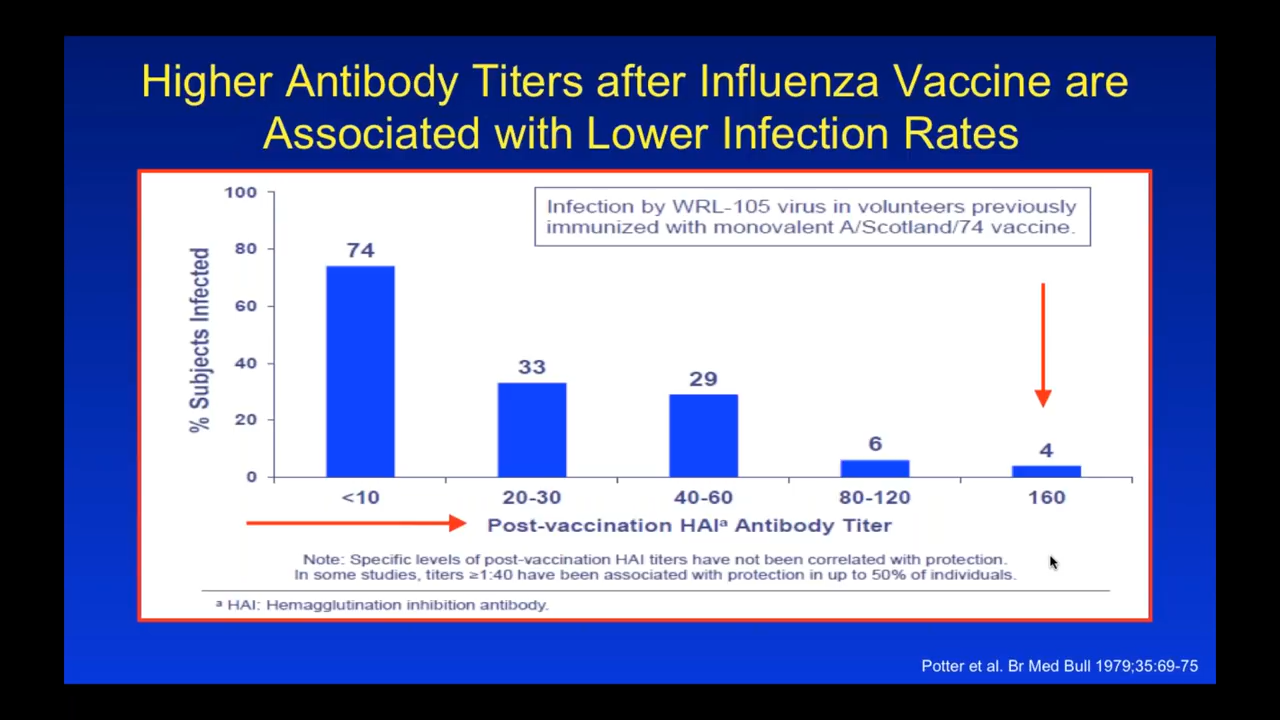 Higher Antibody Titers after Influenza Vaccine are
Associated with Lower Infection Rates
Infection by WRL-105 virus in volunteers previously
immunized with monovalent A/Scotland/74 vaccine.
% Subjects Infected
100
80
60
40
20
0
74
33
29
6
4
<10
20-30
40-60
80-120
160
Post-vaccination HAIᵃ Antibody Titer
Note: Specific levels of post-vaccination HAI titers have not been correlated with protection.
In some studies, titers ≥1:40 have been associated with protection in up to 50% of individuals.
ᵃ HAI: Hemagglutination inhibition antibody.
Potter et al. Br Med Bull 1979;35:69-75